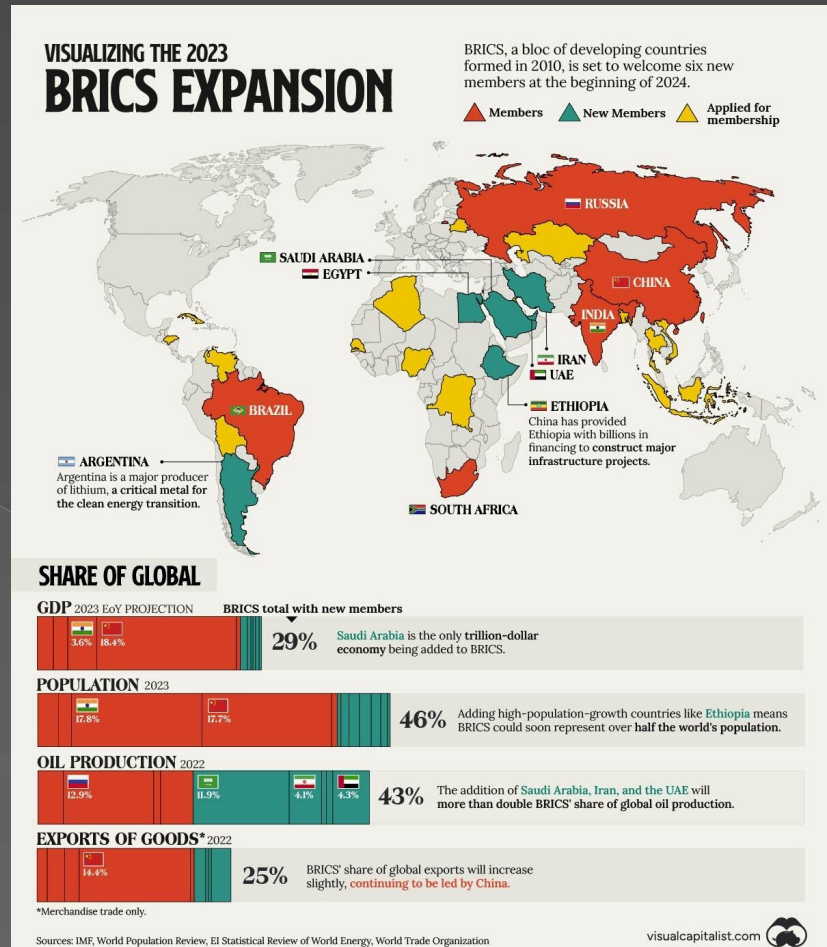 VISUALIZING THE 2023
BRICS EXPANSION
BRICS, a bloc of developing countries
formed in 2010, is set to welcome six new
members at the beginning of 2024.
Members
New Members
Applied for
membership
RUSSIA
SAUDI ARABIA
EGYPT
CHINA
INDIA
IRAN
UAE
BRAZIL
ETHIOPIA
China has provided
Ethiopia with billions in
financing to construct major
infrastructure projects.
ARGENTINA
Argentina is a major producer
of lithium, a critical metal for
the clean energy transition.
SOUTH AFRICA
SHARE OF GLOBAL
GDP 2023 EoY PROJECTION
BRICS total with new members
3.6%
18.4%
29%
Saudi Arabia is the only trillion-dollar
economy being added to BRICS.
POPULATION 2023
17.8%
17.7%
46%
Adding high-population-growth countries like Ethiopia means
BRICS could soon represent over half the world's population.
OIL PRODUCTION 2022
12.9%
11.9%
4.1%
4.3%
43%
The addition of Saudi Arabia, Iran, and the UAE will
more than double BRICS' share of global oil production.
EXPORTS OF GOODS* 2022
14.4%
25%
BRICS' share of global exports will increase
slightly, continuing to be led by China.
*Merchandise trade only.
Sources: IMF, World Population Review, EI Statistical Review of World Energy, World Trade Organization
visualcapitalist.com